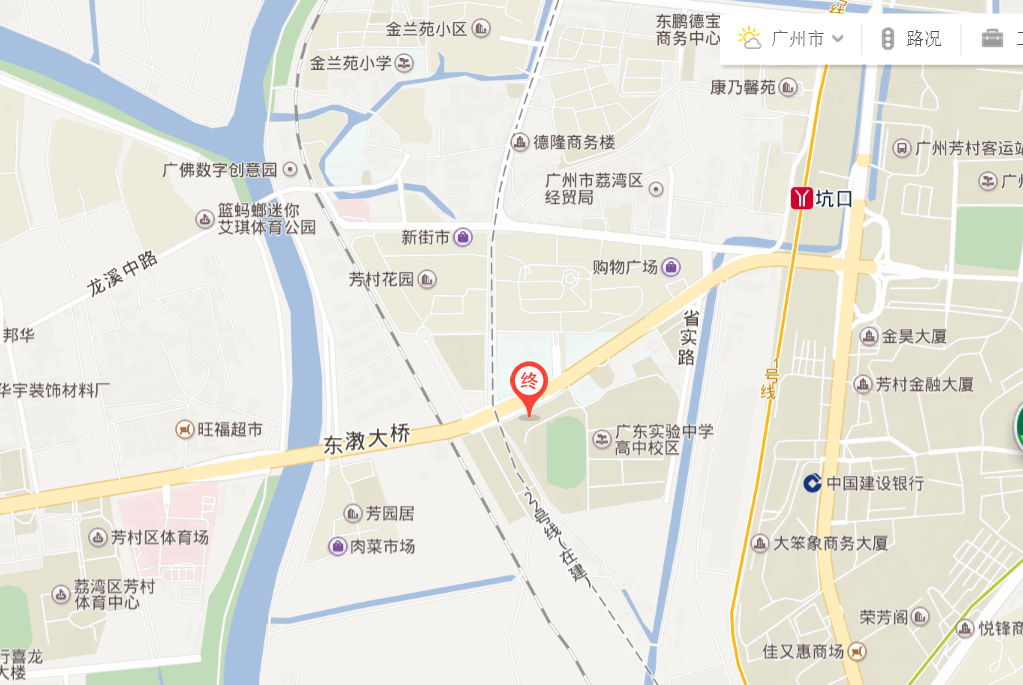 金兰苑小区
东鹏德宝
商务中心
广州市
路况
金兰苑小学
康乃馨苑
德隆商务楼
广州芳村客运站
广佛数字创意园
广州市荔湾区
经贸局
坑口
篮蚂螂迷你
艾琪体育公园
新街市
龙溪中路
芳村花园
购物广场
省实路
邦华
金昊大厦
1号线
华宇装饰材料厂
芳村金融大厦
终
旺福超市
东漖大桥
广东实验中学
高中校区
中国建设银行
22号线(在建)
芳园居
芳村区体育场
肉菜市场
大笨象商务大厦
荔湾区芳村
体育中心
荣芳阁
悦锋商
行喜龙
大楼
佳又惠商场